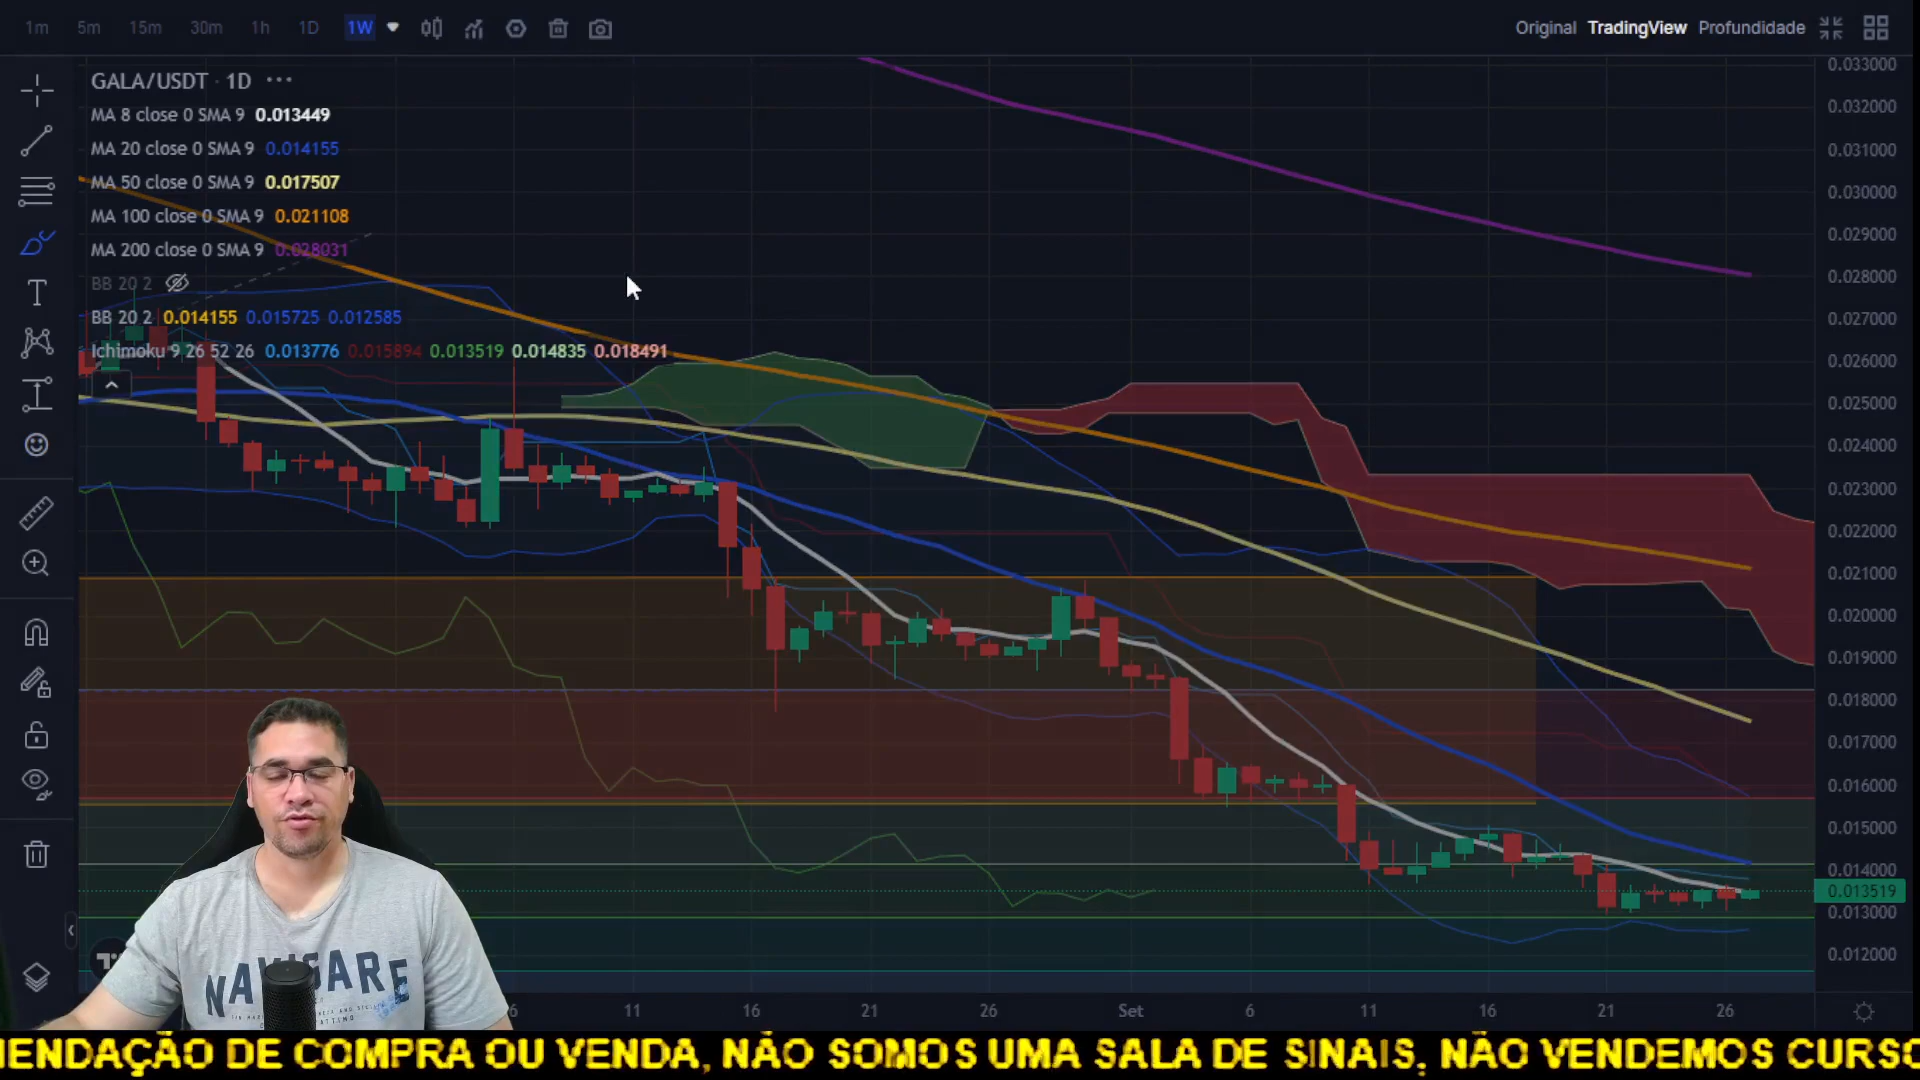 1m 5m 15m 30m 1h 1D 1W Original TradingView Profundidade
GALA/USDT · 1D ···
MA 8 close 0 SMA 9 0.013449
MA 20 close 0 SMA 9 0.014155
MA 50 close 0 SMA 9 0.017507
MA 100 close 0 SMA 9 0.021108
MA 200 close 0 SMA 9 0.028031
BB 20 2
BB 20 2 0.014155 0.015725 0.012585
Ichimoku 9 26 52 26 0.013776 0.015894 0.013519 0.014835 0.018491
0.033000
0.032000
0.031000
0.030000
0.029000
0.028000
0.027000
0.026000
0.025000
0.024000
0.023000
0.022000
0.021000
0.020000
0.019000
0.018000
0.017000
0.016000
0.015000
0.014000
0.013519
0.013000
0.012000
NAVIGARE
6 11 16 21 26 Set 6 11 16 21 26
MENDAÇÃO DE COMPRA OU VENDA, NÃO SOMOS UMA SALA DE SINAIS, NÃO VENDEMOS CURSO